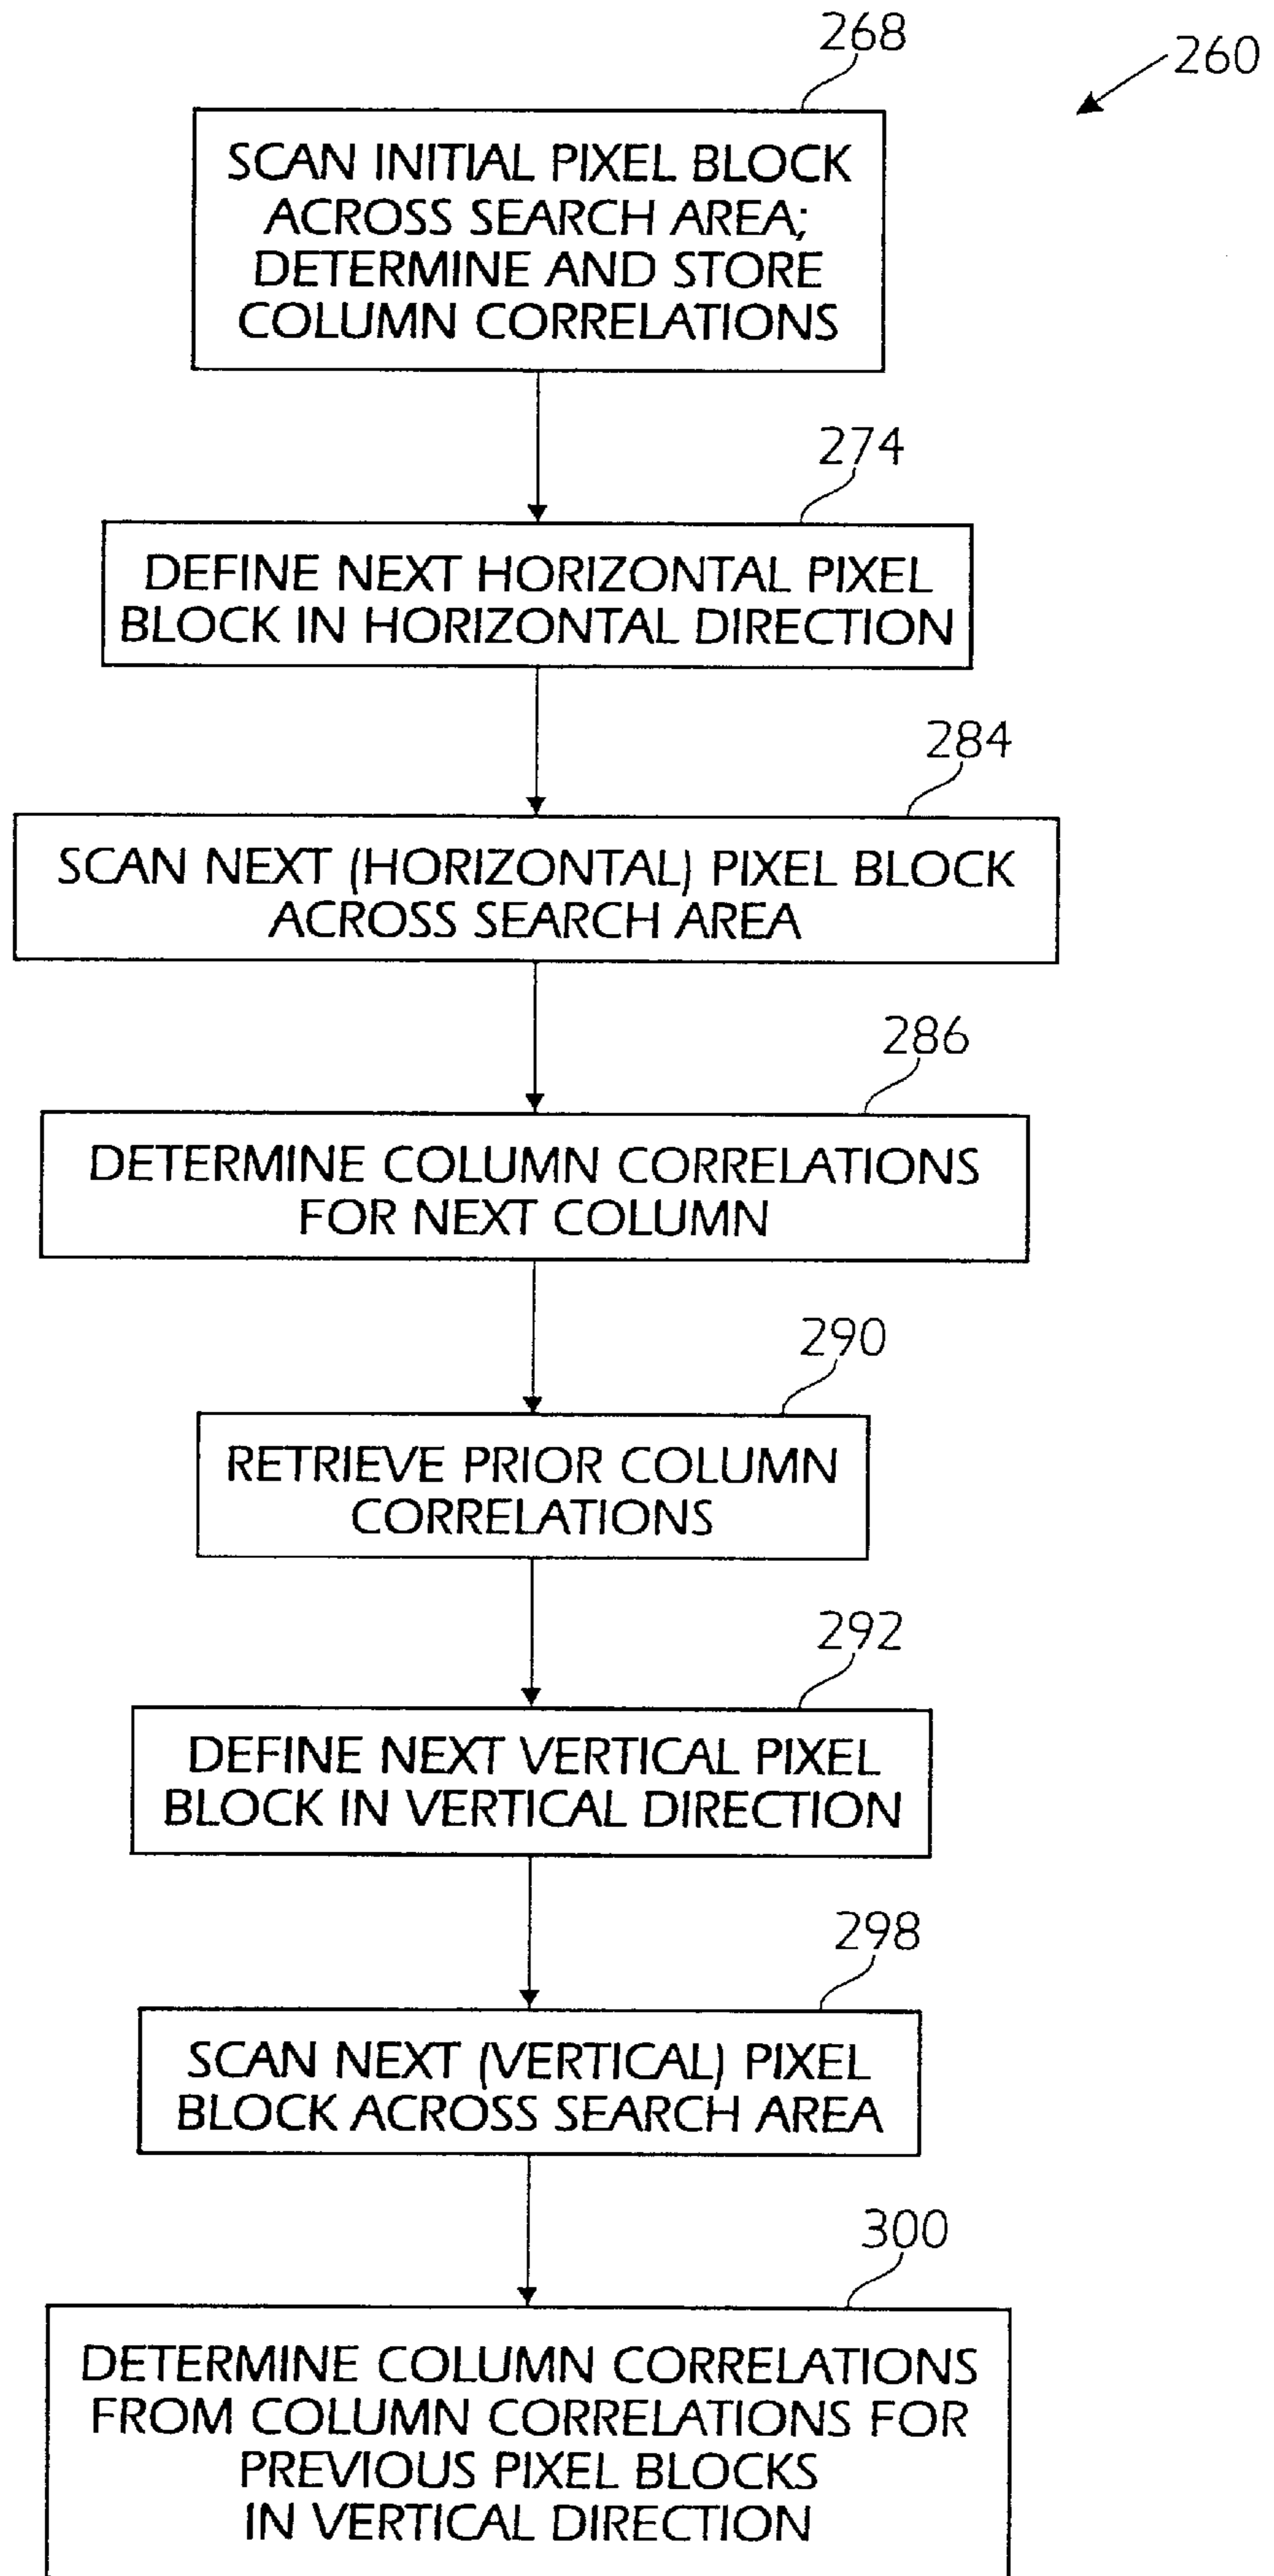 268
260
SCAN INITIAL PIXEL BLOCK
ACROSS SEARCH AREA;
DETERMINE AND STORE
COLUMN CORRELATIONS
274
DEFINE NEXT HORIZONTAL PIXEL
BLOCK IN HORIZONTAL DIRECTION
284
SCAN NEXT (HORIZONTAL) PIXEL BLOCK
ACROSS SEARCH AREA
286
DETERMINE COLUMN CORRELATIONS
FOR NEXT COLUMN
290
RETRIEVE PRIOR COLUMN
CORRELATIONS
292
DEFINE NEXT VERTICAL PIXEL
BLOCK IN VERTICAL DIRECTION
298
SCAN NEXT (VERTICAL) PIXEL
BLOCK ACROSS SEARCH AREA
300
DETERMINE COLUMN CORRELATIONS
FROM COLUMN CORRELATIONS FOR
PREVIOUS PIXEL BLOCKS
IN VERTICAL DIRECTION